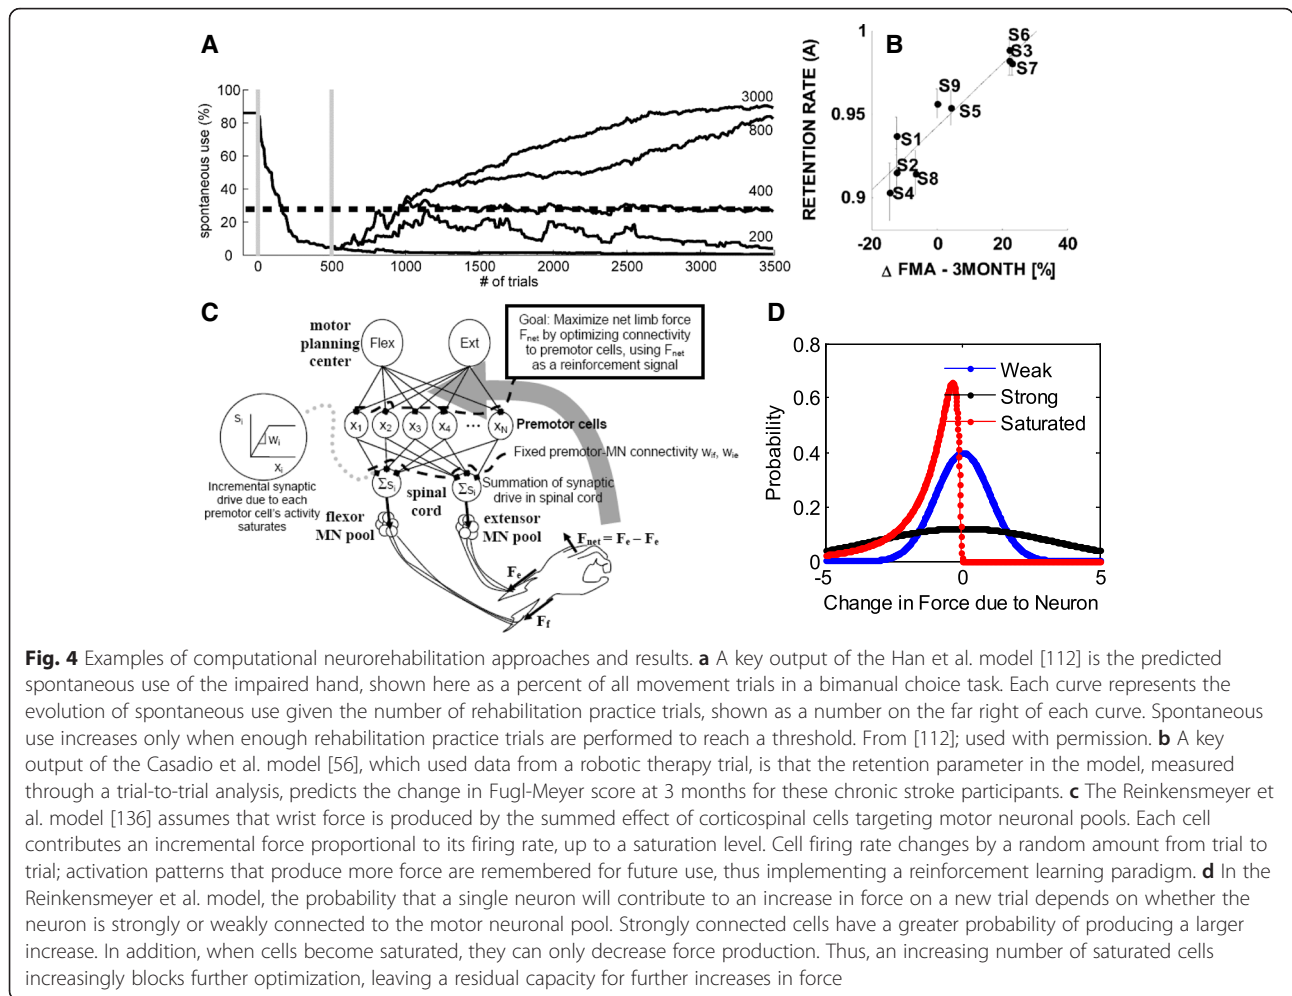 A
spontaneous use (%)
100
80
60
40
20
0
0
500
1000
1500
2000
2500
3000
3500
# of trials
3000
800
400
200
B
RETENTION RATE (A)
1
0.95
0.9
-20
0
20
40
Δ FMA - 3MONTH [%]
S6
S3
S7
S9
S5
S1
S2
S8
S4
C
motor
planning
center
Flex
Ext
Goal: Maximize net limb force
Fnet by optimizing connectivity
to premotor cells, using Fnet
as a reinforcement signal
Si
wi
xi
x1
x2
x3
x4
...
xN
Premotor cells
Fixed premotor-MN connectivity wif, wie
Incremental synaptic
drive due to each
premotor cell's activity
saturates
Σsi
Σsi
Summation of synaptic
drive in spinal cord
spinal
cord
flexor
MN pool
extensor
MN pool
Fnet = Fe – Fe
Fe
Ff
D
Probability
0.8
0.6
0.4
0.2
0
-5
0
5
Change in Force due to Neuron
Weak
Strong
Saturated
Fig. 4 Examples of computational neurorehabilitation approaches and results. a A key output of the Han et al. model [112] is the predicted
spontaneous use of the impaired hand, shown here as a percent of all movement trials in a bimanual choice task. Each curve represents the
evolution of spontaneous use given the number of rehabilitation practice trials, shown as a number on the far right of each curve. Spontaneous
use increases only when enough rehabilitation practice trials are performed to reach a threshold. From [112]; used with permission. b A key
output of the Casadio et al. model [56], which used data from a robotic therapy trial, is that the retention parameter in the model, measured
through a trial-to-trial analysis, predicts the change in Fugl-Meyer score at 3 months for these chronic stroke participants. c The Reinkensmeyer et
al. model [136] assumes that wrist force is produced by the summed effect of corticospinal cells targeting motor neuronal pools. Each cell
contributes an incremental force proportional to its firing rate, up to a saturation level. Cell firing rate changes by a random amount from trial to
trial; activation patterns that produce more force are remembered for future use, thus implementing a reinforcement learning paradigm. d In the
Reinkensmeyer et al. model, the probability that a single neuron will contribute to an increase in force on a new trial depends on whether the
neuron is strongly or weakly connected to the motor neuronal pool. Strongly connected cells have a greater probability of producing a larger
increase. In addition, when cells become saturated, they can only decrease force production. Thus, an increasing number of saturated cells
increasingly blocks further optimization, leaving a residual capacity for further increases in force